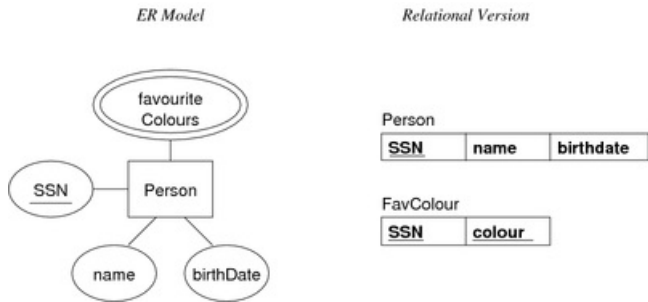 ER Model
Relational Version
favourite
Colours
SSN
Person
name
birthDate
Person
SSN name birthdate
FavColour
SSN colour